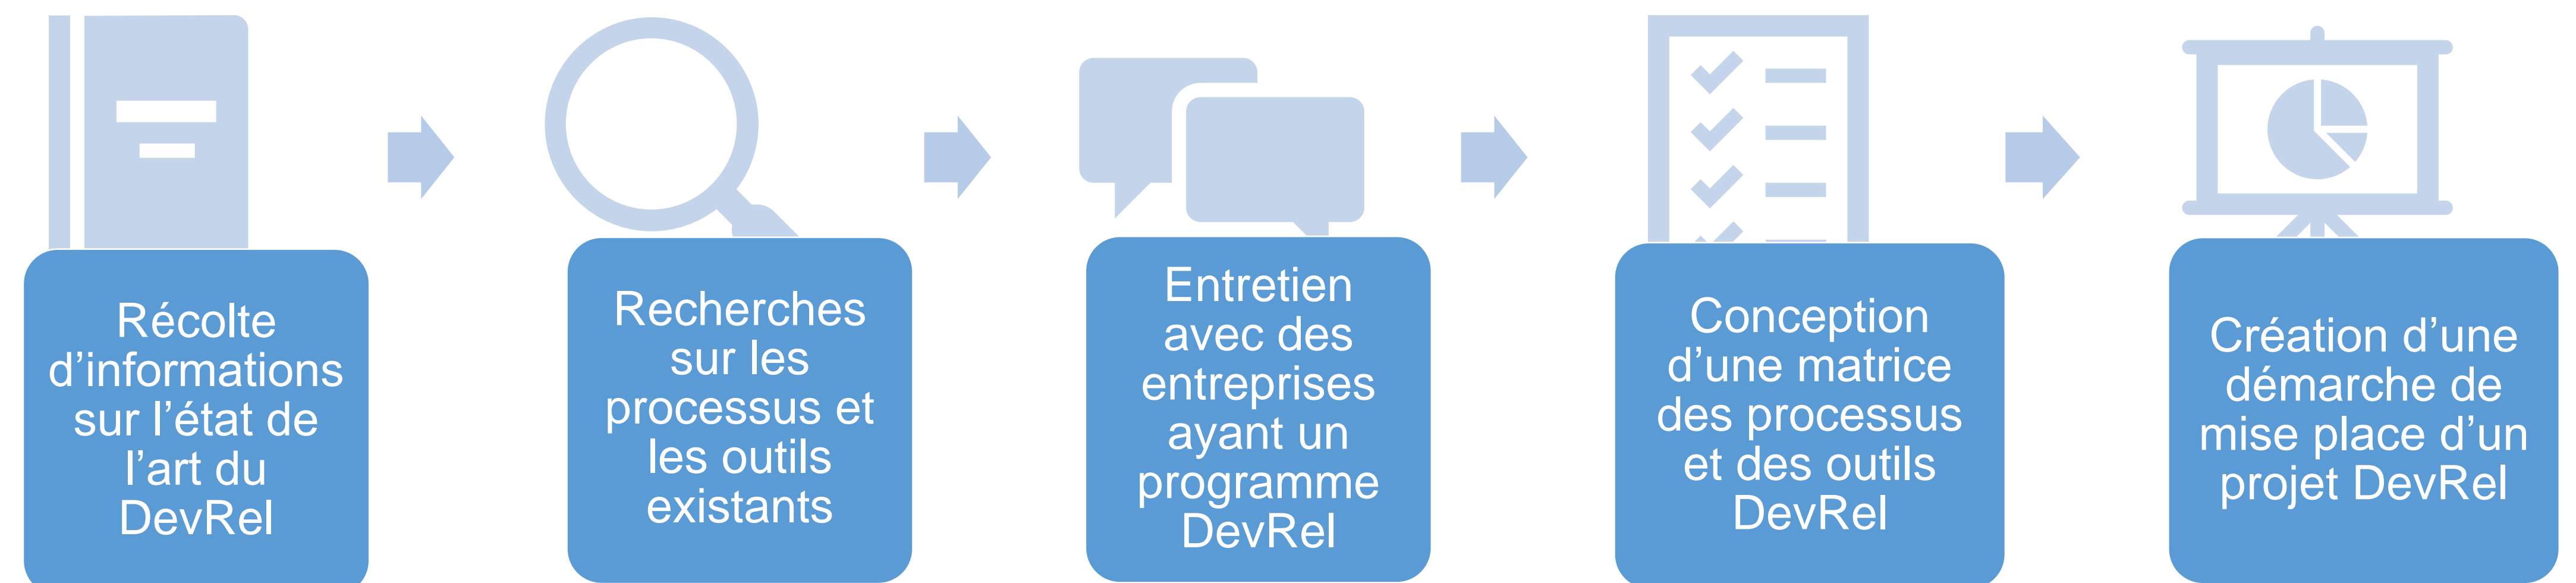 Récolte
d’informations
sur l’état de
l’art du
DevRel
Recherches
sur les
processus et
les outils
existants
Entretien
avec des
entreprises
ayant un
programme
DevRel
Conception
d’une matrice
des processus
et des outils
DevRel
Création d’une
démarche de
mise place d’un
projet DevRel